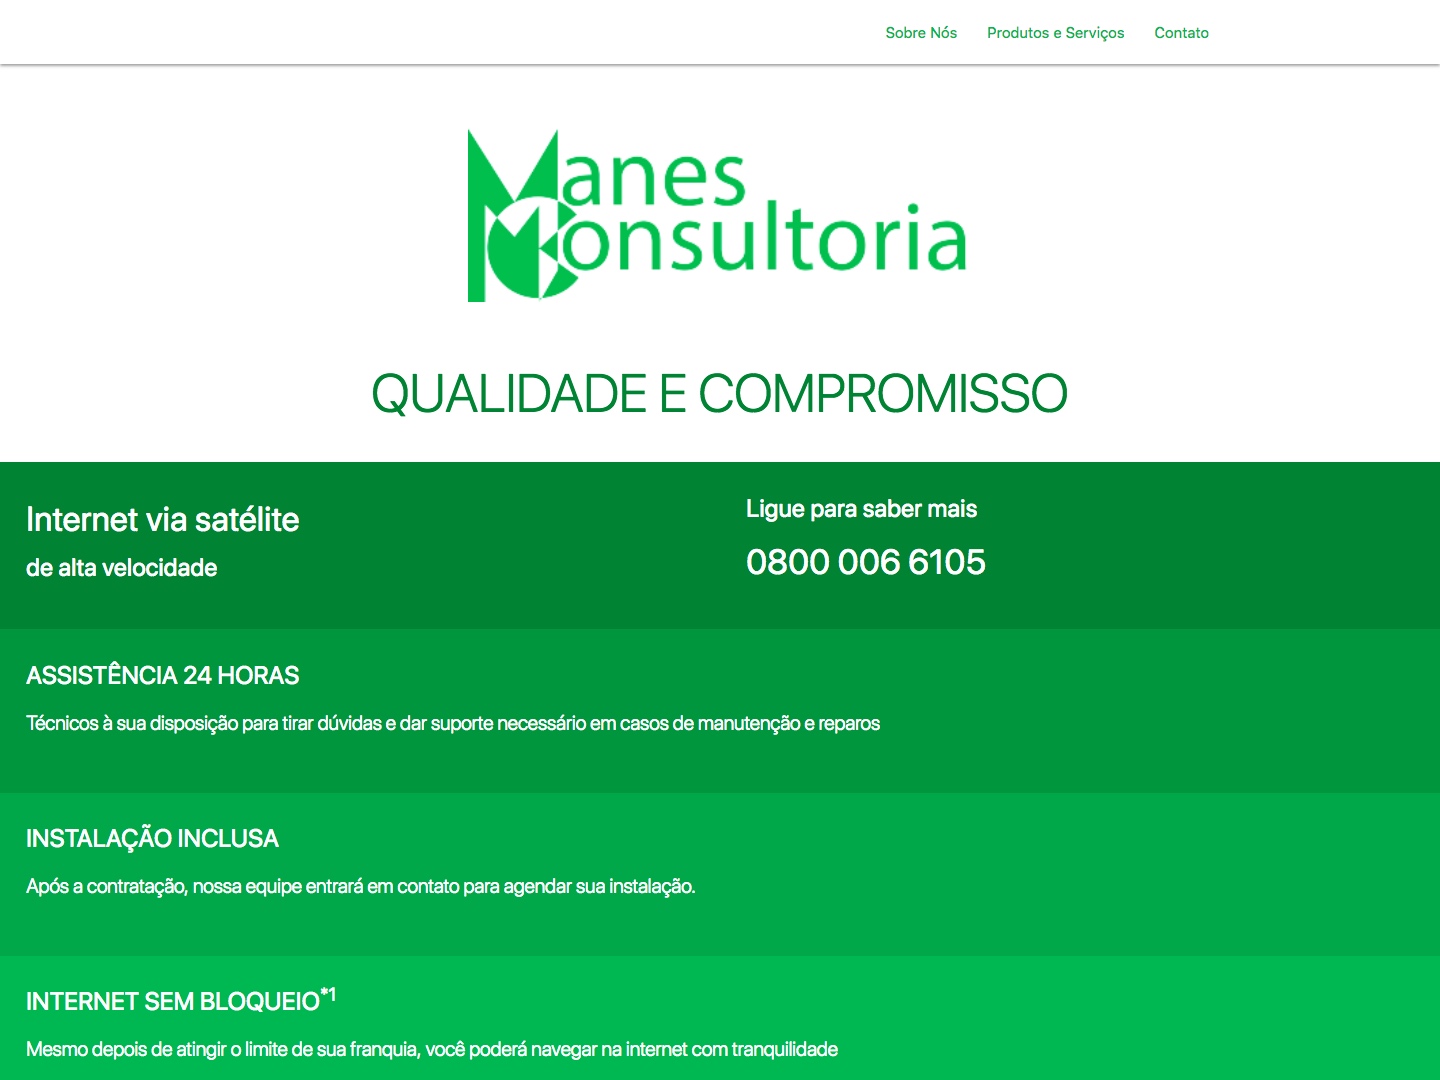 Sobre Nós Produtos e Serviços Contato
Manes
Consultoria
QUALIDADE E COMPROMISSO
Internet via satélite
de alta velocidade
Ligue para saber mais
0800 006 6105
ASSISTÊNCIA 24 HORAS
Técnicos à sua disposição para tirar dúvidas e dar suporte necessário em casos de manutenção e reparos
INSTALAÇÃO INCLUSA
Após a contratação, nossa equipe entrará em contato para agendar sua instalação.
INTERNET SEM BLOQUEIO*1
Mesmo depois de atingir o limite de sua franquia, você poderá navegar na internet com tranquilidade